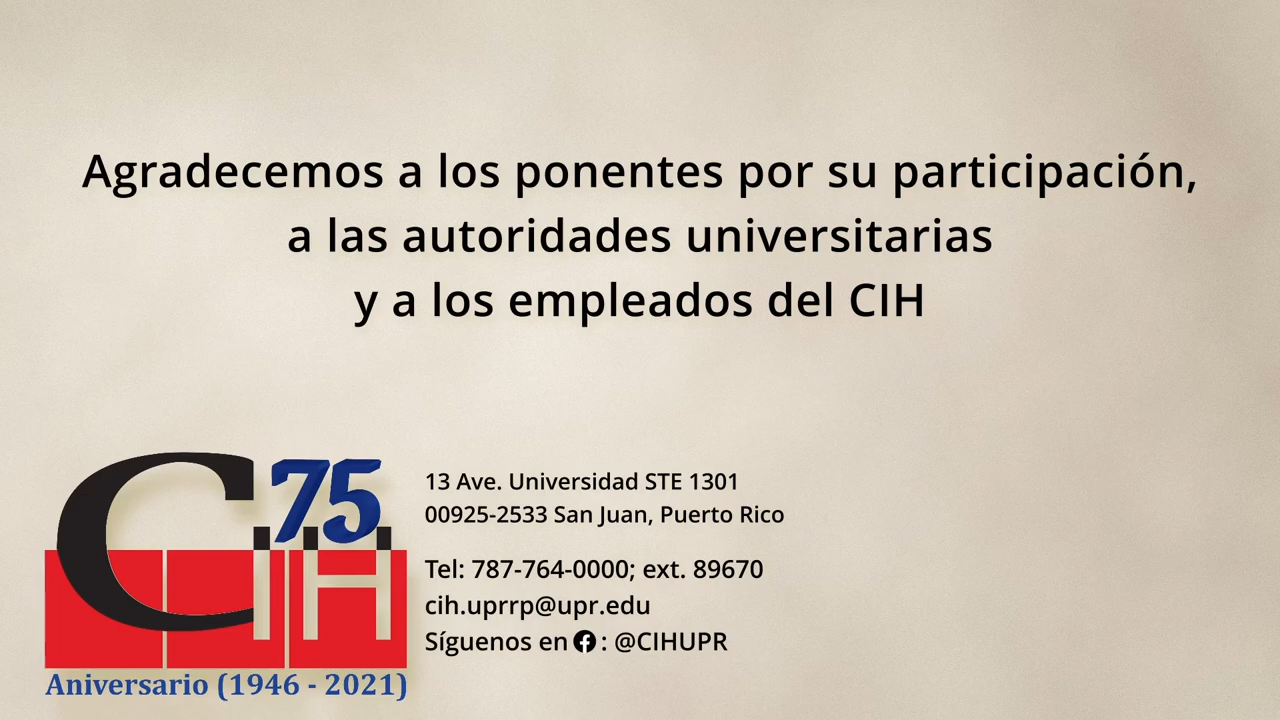 Agradecemos a los ponentes por su participación,
a las autoridades universitarias
y a los empleados del CIH
CIH 75
Aniversario (1946 - 2021)
13 Ave. Universidad STE 1301
00925-2533 San Juan, Puerto Rico
Tel: 787-764-0000; ext. 89670
cih.uprrp@upr.edu
Síguenos en : @CIHUPR